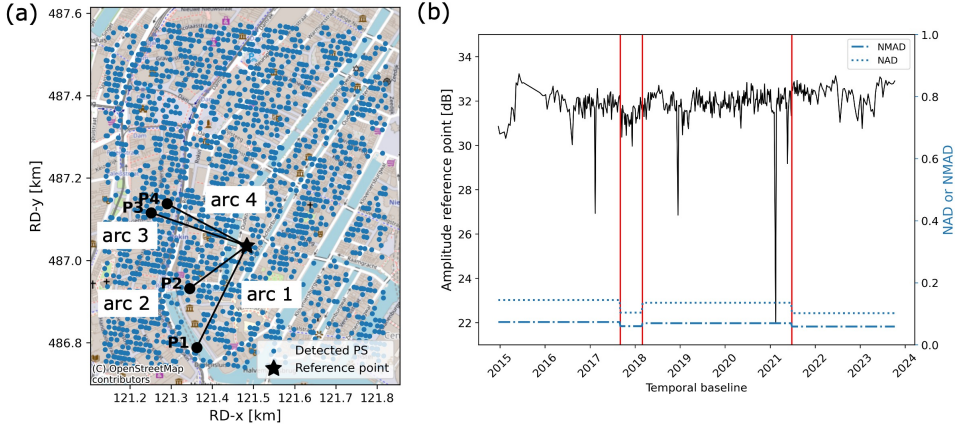 (a)
487.6
487.4
487.2
487.0
486.8
RD-y [km]
P4
P3
arc 4
arc 3
P2
arc 2
arc 1
P1
Detected PS
Reference point
(C) OpenStreetMap
contributors
121.2 121.3 121.4 121.5 121.6 121.7 121.8
RD-x [km]
(b)
NMAD
NAD
34
32
30
28
26
24
22
Amplitude reference point [dB]
1.0
0.8
0.6
0.4
0.2
0.0
NAD or NMAD
2015 2016 2017 2018 2019 2020 2021 2022 2023 2024
Temporal baseline